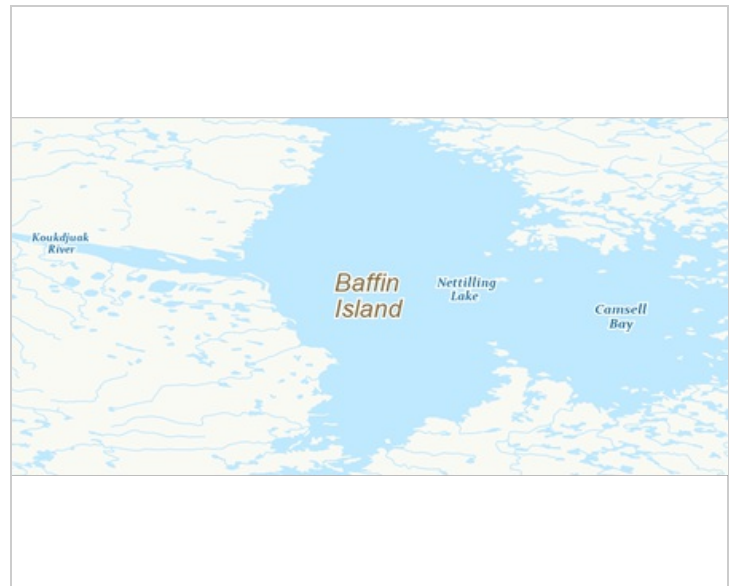 Koukdjuak
River
Baffin
Island
Nettilling
Lake
Camsell
Bay